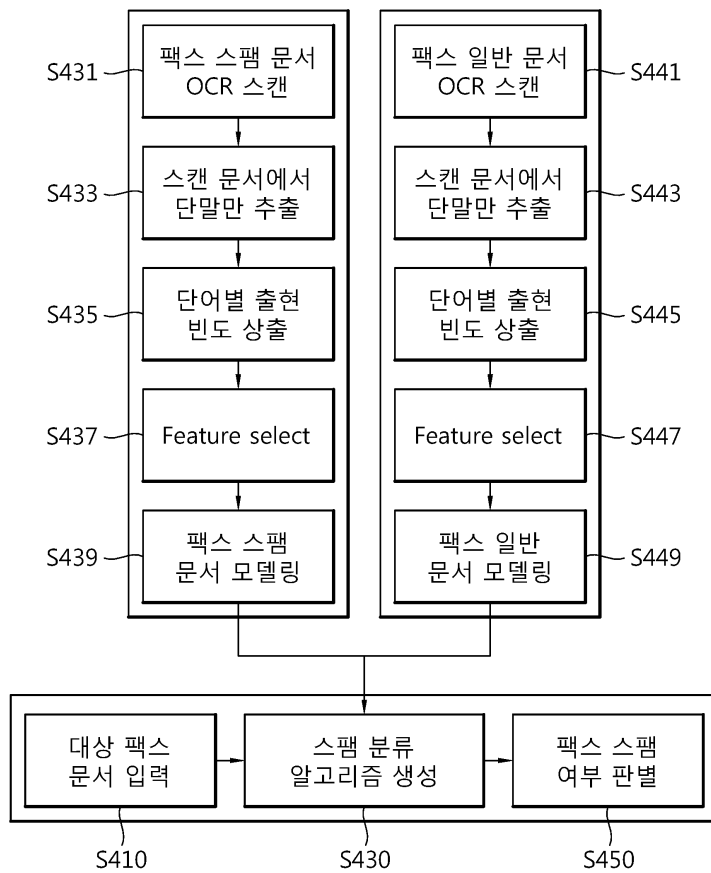 S431
팩스 스팸 문서
OCR 스캔
팩스 일반 문서
OCR 스캔
S441
S433
스캔 문서에서
단말만 추출
스캔 문서에서
단말만 추출
S443
S435
단어별 출현
빈도 상출
단어별 출현
빈도 상출
S445
S437
Feature select
Feature select
S447
S439
팩스 스팸
문서 모델링
팩스 일반
문서 모델링
S449
대상 팩스
문서 입력
스팸 분류
알고리즘 생성
팩스 스팸
여부 판별
S410
S430
S450